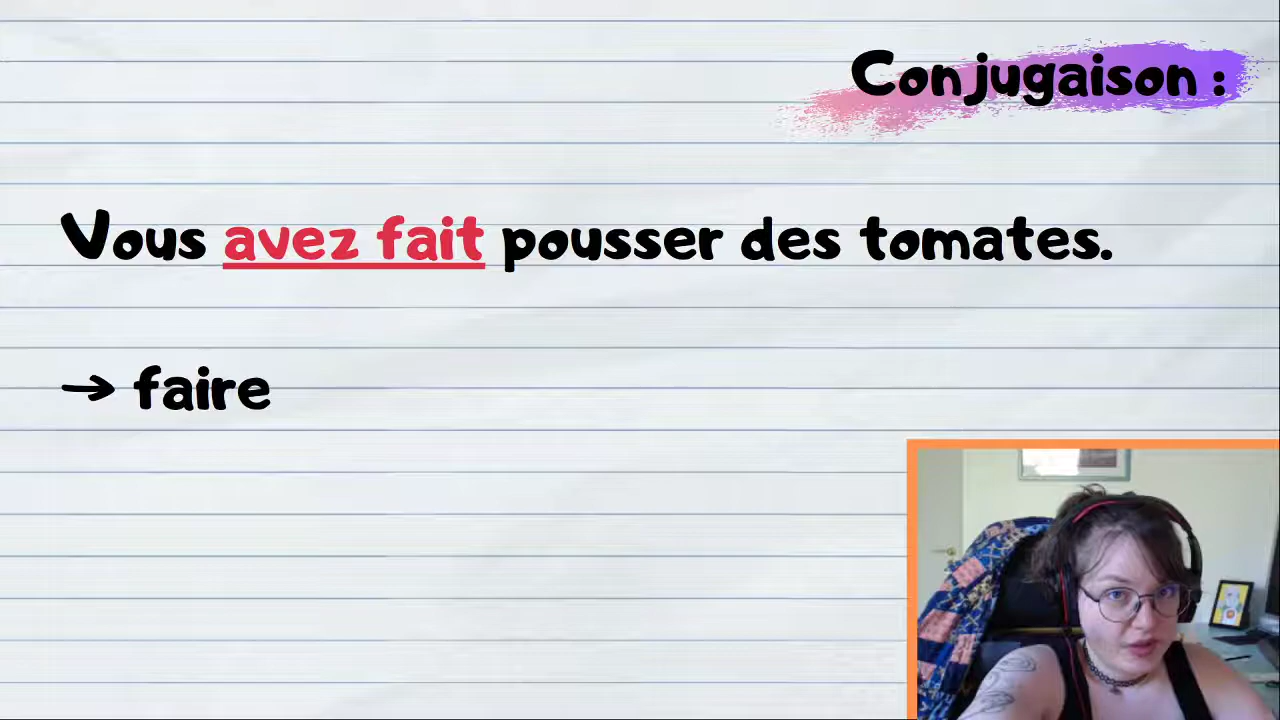 Conjugaison :
Vous avez fait pousser des tomates.
→ faire